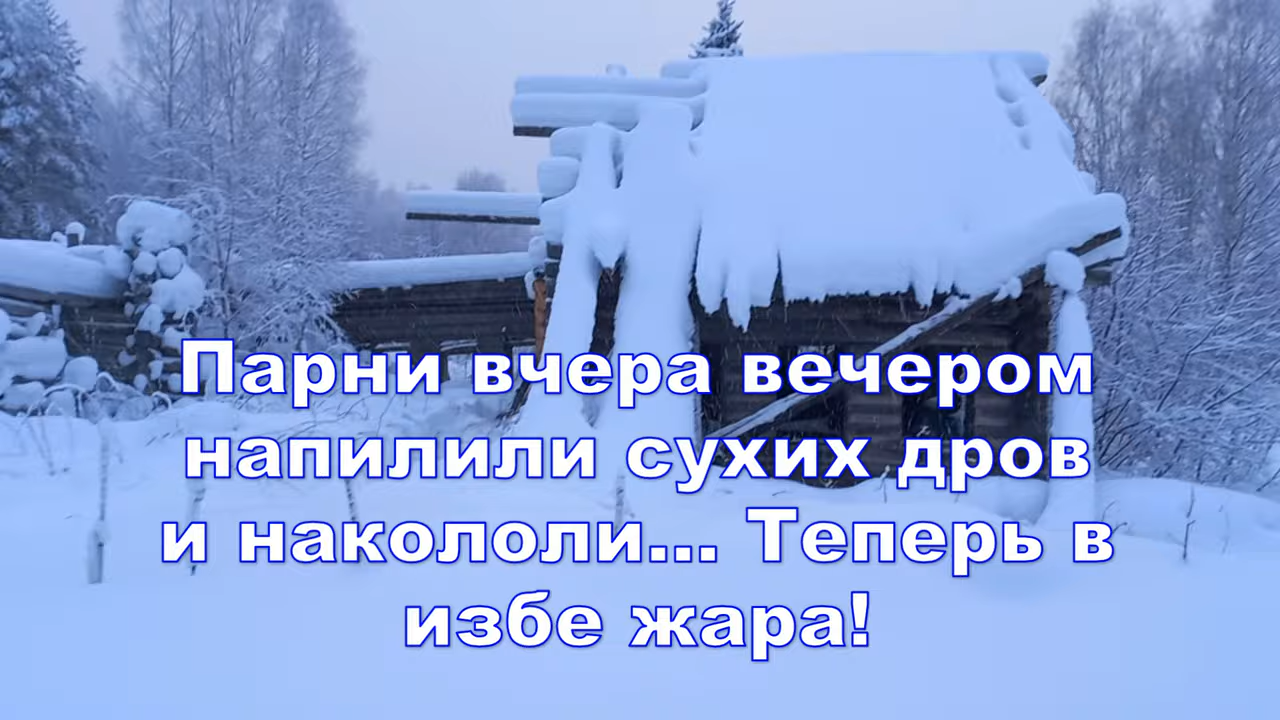 Парни вчера вечером
напилили сухих дров
и накололи... Теперь в
избе жара!